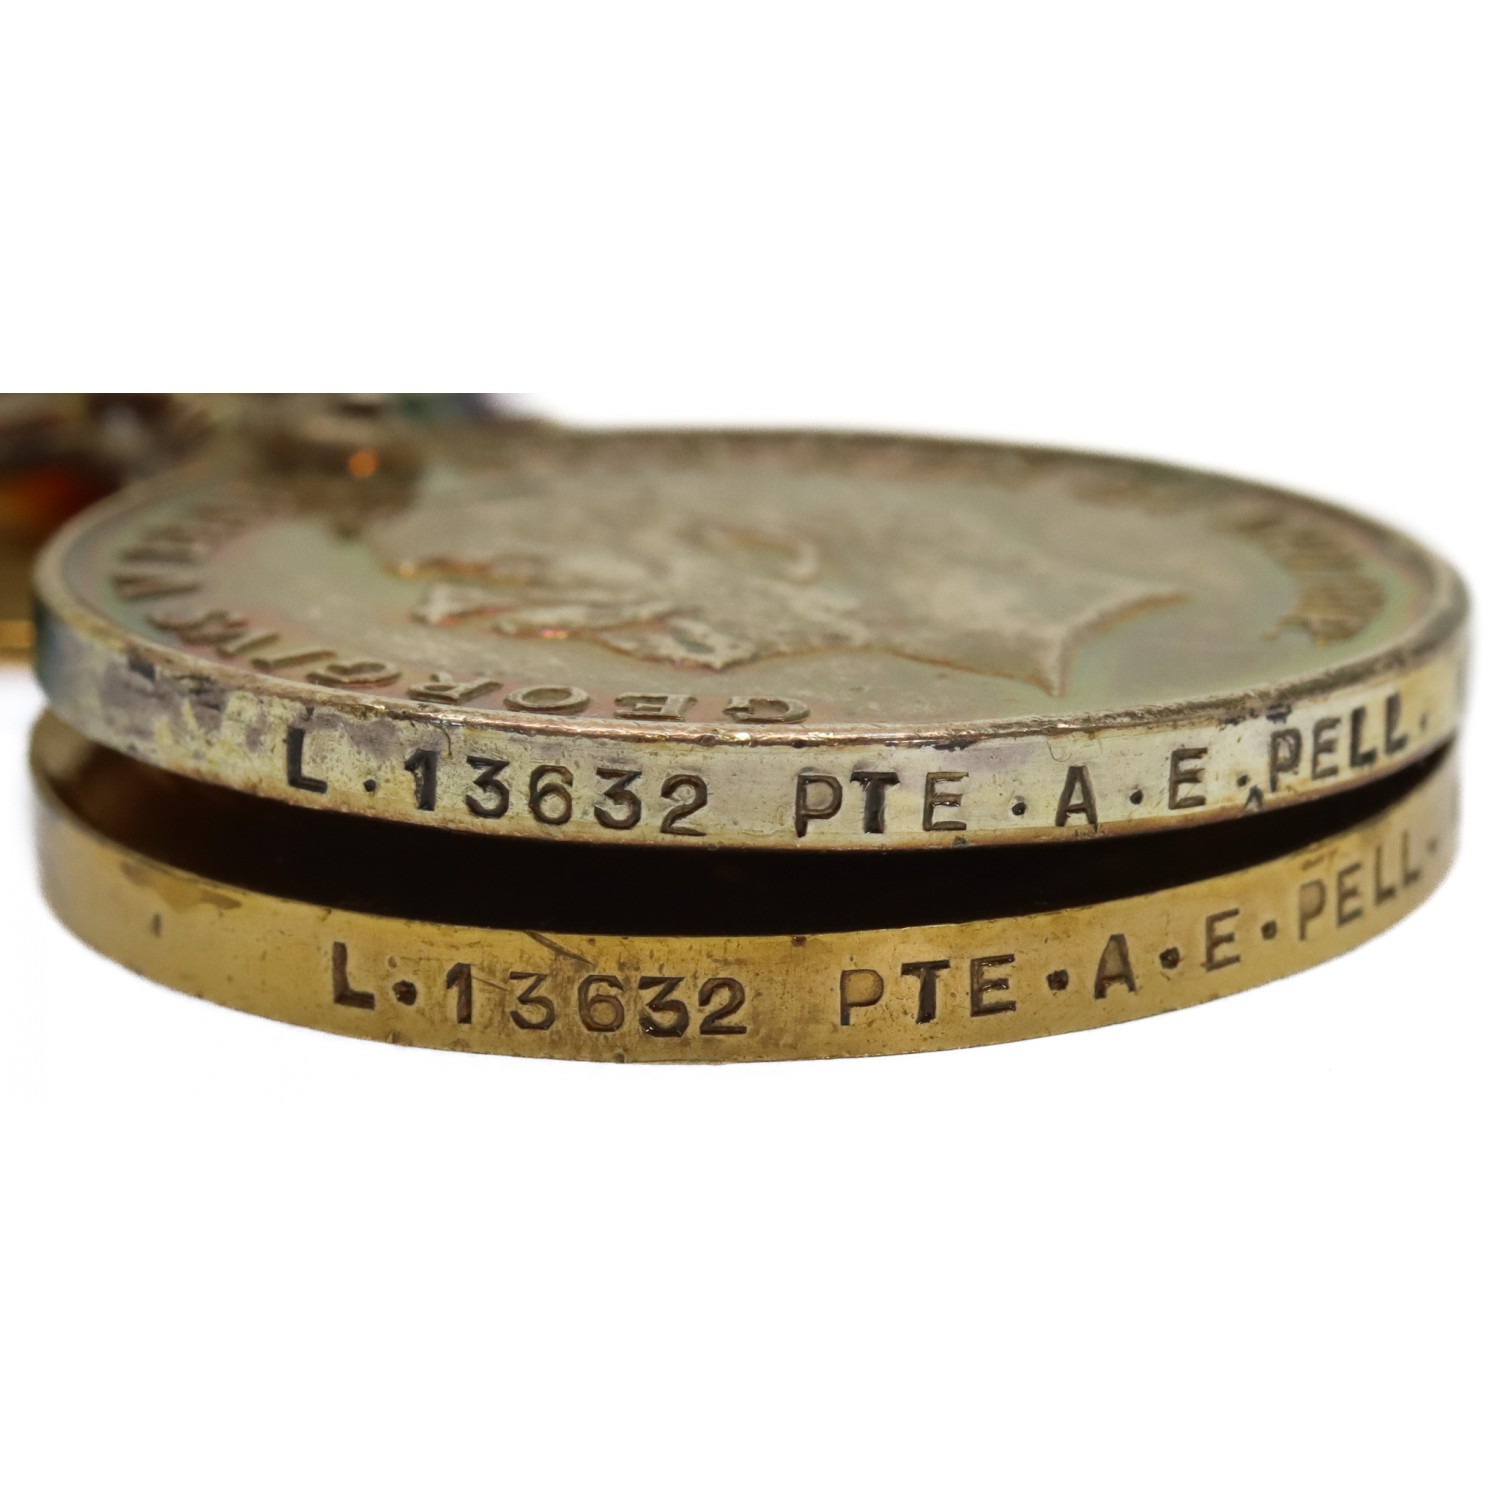 GEORGIVS V
L.13632 PTE·A·E·PELL.
L·13632 PTE·A·E·PELL.